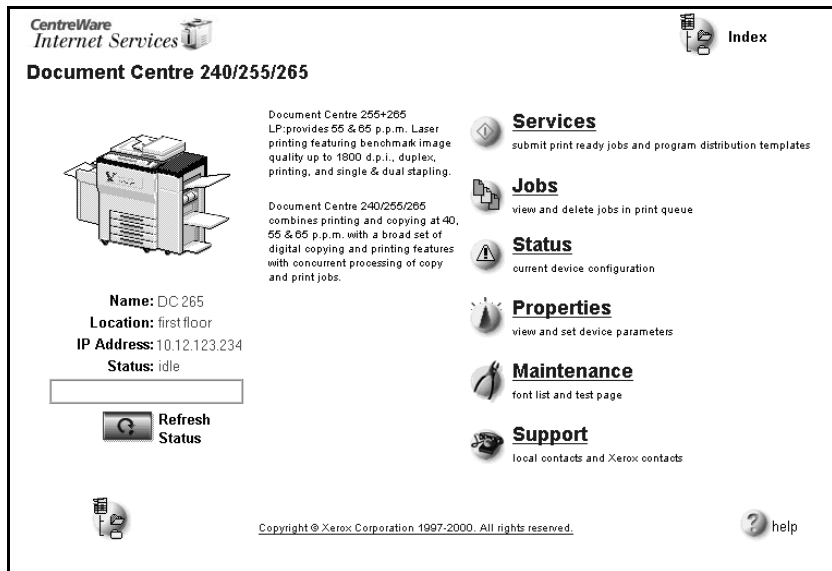 CentreWare
Internet Services
Index
Document Centre 240/255/265
Document Centre 255+265
LP:provides 55 & 65 p.p.m. Laser
printing featuring benchmark image
quality up to 1800 d.p.i., duplex,
printing, and single & dual stapling.
Document Centre 240/255/265
combines printing and copying at 40,
55 & 65 p.p.m. with a broad set of
digital copying and printing features
with concurrent processing of copy
and print jobs.
Name: DC 265
Location: first floor
IP Address: 10.12.123.234
Status: idle
Refresh
Status
Services
submit print ready jobs and program distribution templates
Jobs
view and delete jobs in print queue
Status
current device configuration
Properties
view and set device parameters
Maintenance
font list and test page
Support
local contacts and Xerox contacts
Copyright © Xerox Corporation 1997-2000. All rights reserved.
help